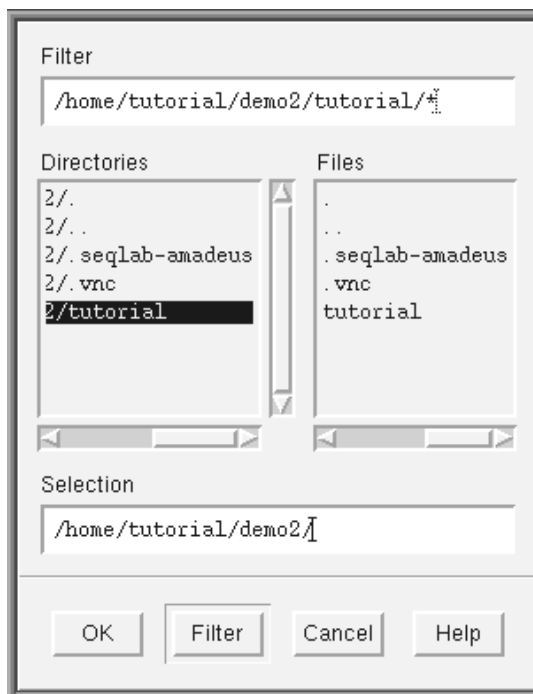 Filter
/home/tutorial/demo2/tutorial/*
Directories
2/.
2/..
2/.seqlab-amadeus
2/.vnc
2/tutorial
Files
.
..
.seqlab-amadeus
.vnc
tutorial
Selection
/home/tutorial/demo2/
OK
Filter
Cancel
Help